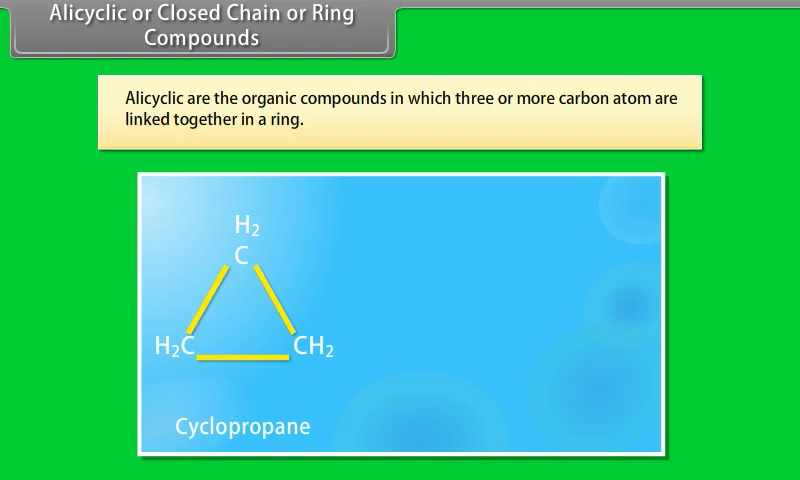 Alicyclic or Closed Chain or Ring
Compounds
Alicyclic are the organic compounds in which three or more carbon atom are
linked together in a ring.
H₂
C
H₂C CH₂
Cyclopropane